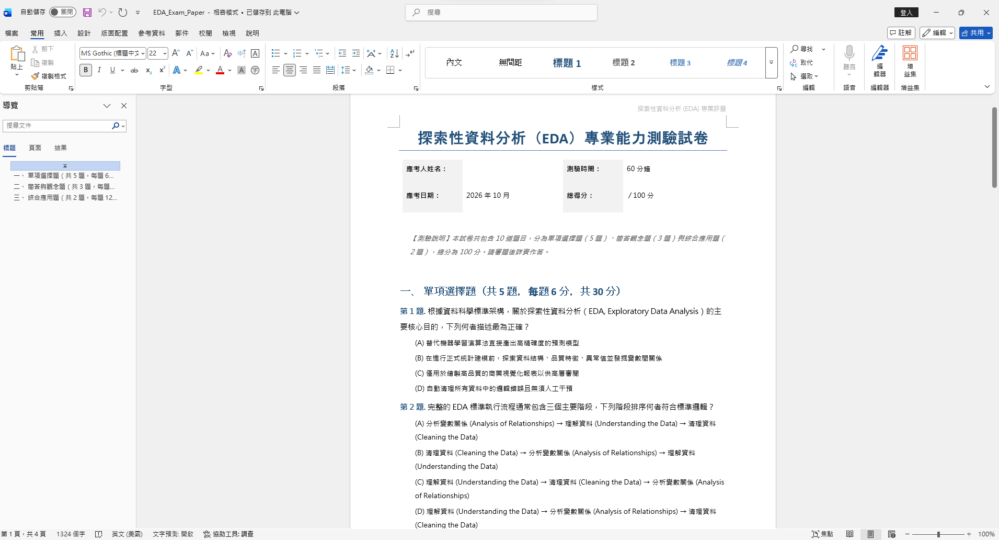 自動儲存 關閉 EDA_Exam_Paper - 相容模式 • 已儲存到 此電腦 搜尋 登入
檔案 常用 插入 設計 版面配置 參考資料 郵件 校閱 檢視 說明 註解 編輯 共用
貼上 剪下 複製 複製格式 剪貼簿
MS Gothic (標題中文 22 Aa 字型
段落
內文 無間距 標題 1 標題 2 標題 3 標題 4 樣式
尋找 取代 選取 編輯
聽寫 語音
編輯器 編輯器
增益集 增益集
導覽
搜尋文件
標題 頁面 結果
一、 單項選擇題（共 5 題，每題 6...
二、 簡答與觀念題（共 3 題，每題...
三、 綜合應用題（共 2 題，每題 12...
探索性資料分析 (EDA) 專業評量
探索性資料分析（EDA）專業能力測驗試卷
應考人姓名： 測驗時間： 60 分鐘
應考日期： 2026 年 10 月 總得分： / 100 分
【測驗說明】本試卷共包含 10 道題目，分為單項選擇題（5 題）、簡答觀念題（3 題）與綜合應用題（
2 題），總分為 100 分。請審題後詳實作答。
一、 單項選擇題（共 5 題，每題 6 分，共 30 分）
第 1 題. 根據資料科學標準架構，關於探索性資料分析（EDA, Exploratory Data Analysis）的主
要核心目的，下列何者描述最為正確？
(A) 替代機器學習演算法直接產出高精確度的預測模型
(B) 在進行正式統計建模前，探索資料結構、品質特徵、異常值並發掘變數間關係
(C) 僅用於繪製高品質的商業視覺化報表以供高層審閱
(D) 自動清理所有資料中的邏輯錯誤且無須人工干預
第 2 題. 完整的 EDA 標準執行流程通常包含三個主要階段，下列階段排序何者符合標準邏輯？
(A) 分析變數關係 (Analysis of Relationships) → 理解資料 (Understanding the Data) → 清理資料
(Cleaning the Data)
(B) 清理資料 (Cleaning the Data) → 分析變數關係 (Analysis of Relationships) → 理解資料
(Understanding the Data)
(C) 理解資料 (Understanding the Data) → 清理資料 (Cleaning the Data) → 分析變數關係 (Analysis
of Relationships)
(D) 理解資料 (Understanding the Data) → 分析變數關係 (Analysis of Relationships) → 清理資料
(Cleaning the Data)
第 1 頁，共 4 頁 1324 個字 英文 (美國) 文字預測: 開啟 協助工具: 調查 焦點 100%